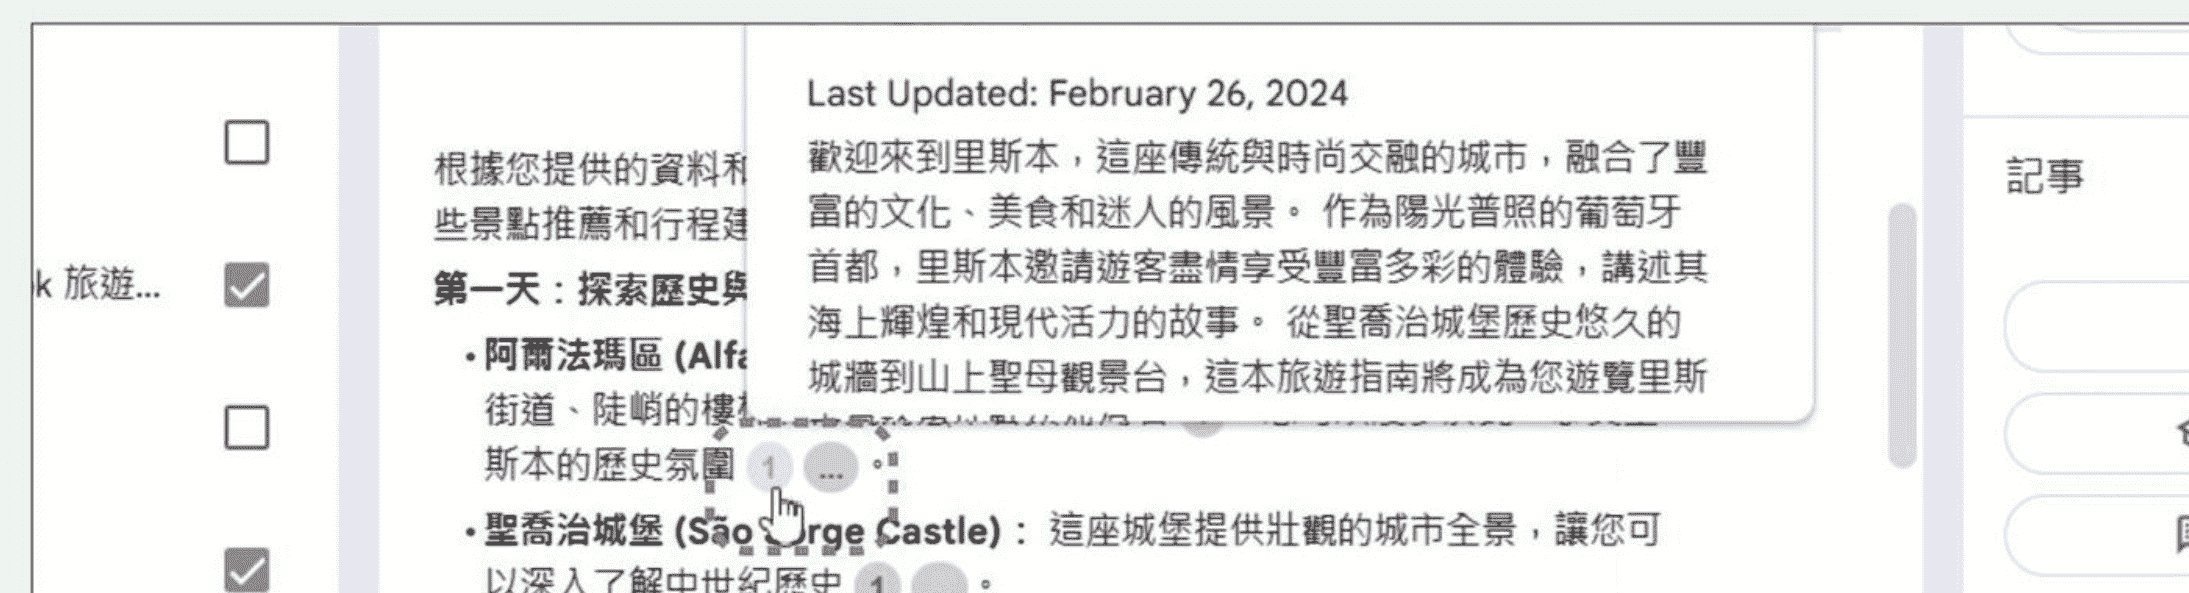 Last Updated: February 26, 2024
歡迎來到里斯本，這座傳統與時尚交融的城市，融合了豐
富的文化、美食和迷人的風景。 作為陽光普照的葡萄牙
首都，里斯本邀請遊客盡情享受豐富多彩的體驗，講述其
海上輝煌和現代活力的故事。 從聖喬治城堡歷史悠久的
城牆到山上聖母觀景台，這本旅遊指南將成為您遊覽里斯
根據您提供的資料和
些景點推薦和行程建
k 旅遊...
第一天：探索歷史與
• 阿爾法瑪區 (Alfa
街道、陡峭的樓
斯本的歷史氛圍 1 ... 。
• 聖喬治城堡 (São Jorge Castle)： 這座城堡提供壯觀的城市全景，讓您可
以深入了解中世紀歷史 1 ... 。
記事